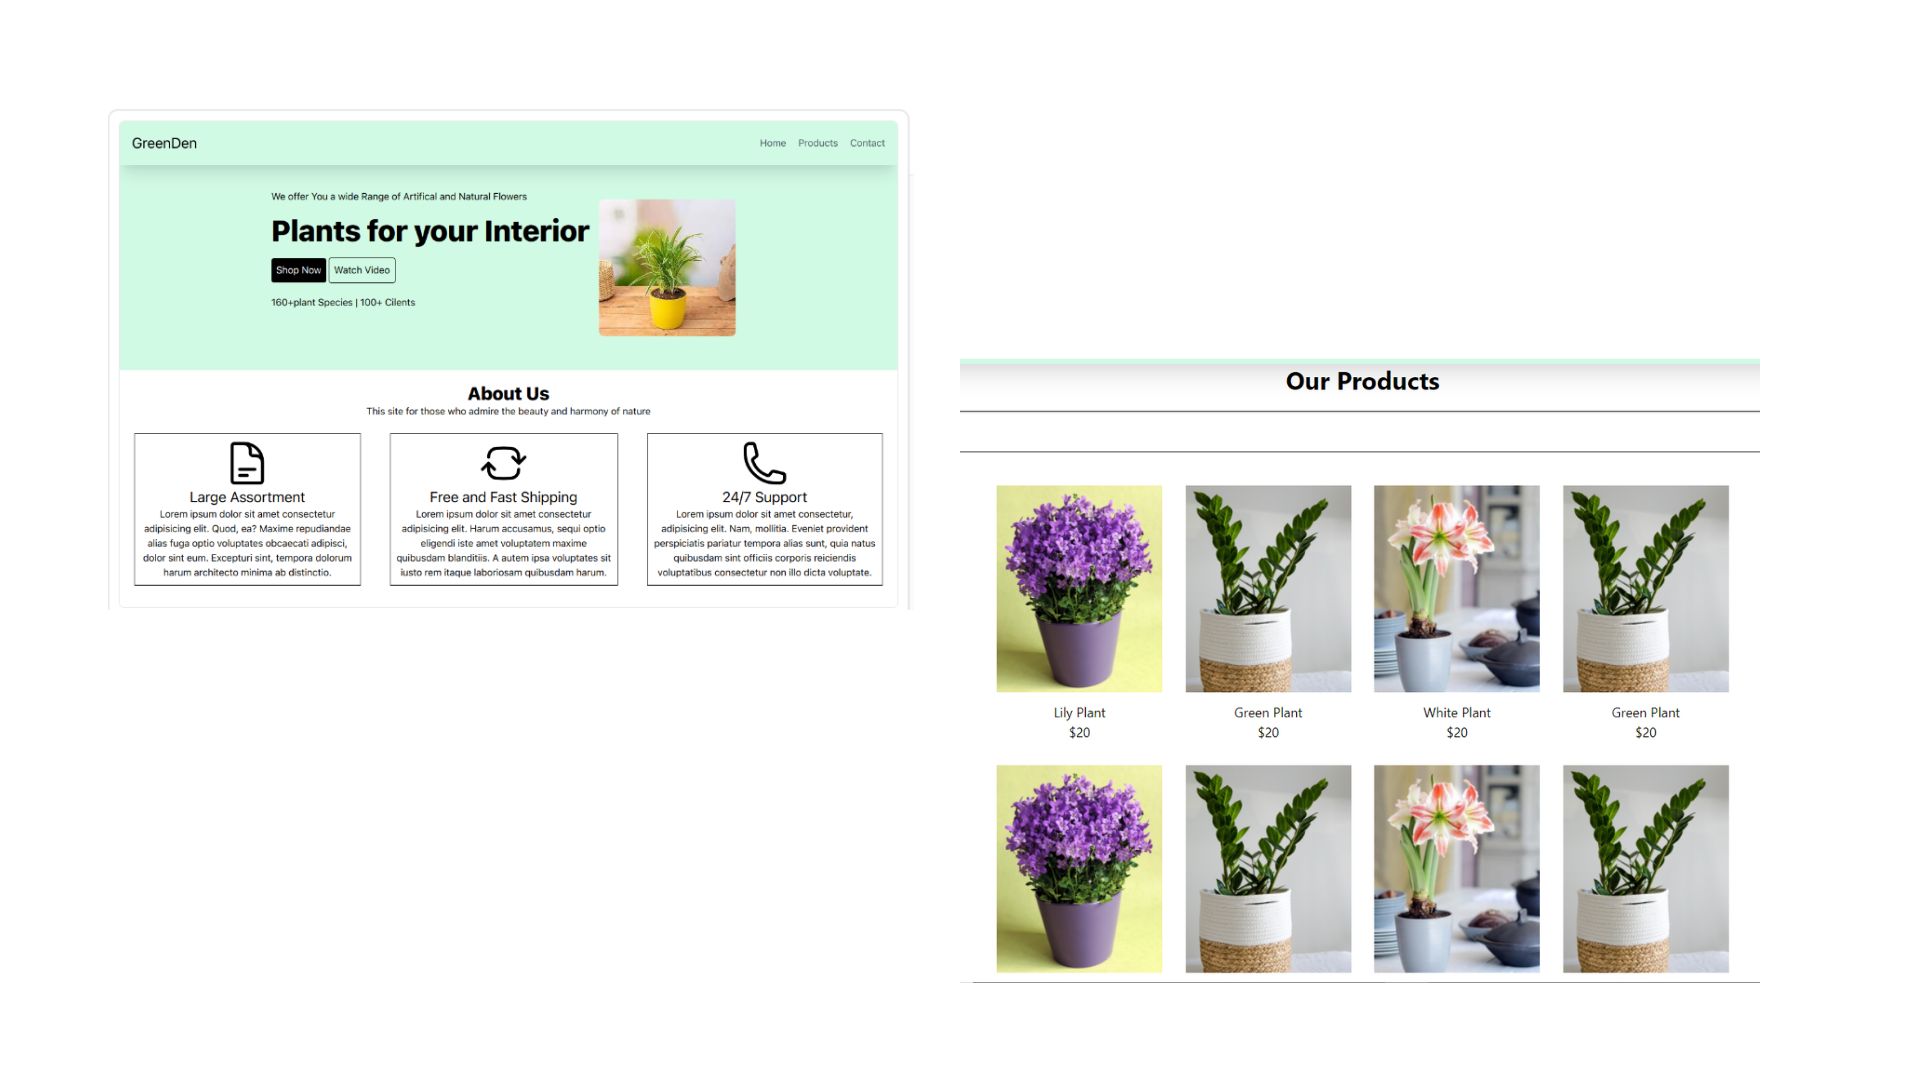 GreenDen
Home Products Contact
We offer You a wide Range of Artifical and Natural Flowers
Plants for your Interior
Shop Now Watch Video
160+plant Species | 100+ Cilents
About Us
This site for those who admire the beauty and harmony of nature
Large Assortment
Lorem ipsum dolor sit amet consectetur
adipisicing elit. Quod, ea? Maxime repudiandae
alias fuga optio voluptates obcaecati adipisci,
dolor sint eum. Excepturi sint, tempora dolorum
harum architecto minima ab distinctio.
Free and Fast Shipping
Lorem ipsum dolor sit amet consectetur
adipisicing elit. Harum accusamus, sequi optio
eligendi iste amet voluptatem maxime
quibusdam blanditiis. A autem ipsa voluptates sit
iusto rem itaque laboriosam quibusdam harum.
24/7 Support
Lorem ipsum dolor sit amet consectetur,
adipisicing elit. Nam, mollitia. Eveniet provident
perspiciatis pariatur tempora alias sunt, quia natus
quibusdam sint officiis corporis reiciendis
voluptatibus consectetur non illo dicta voluptate.
Our Products
Lily Plant
$20
Green Plant
$20
White Plant
$20
Green Plant
$20